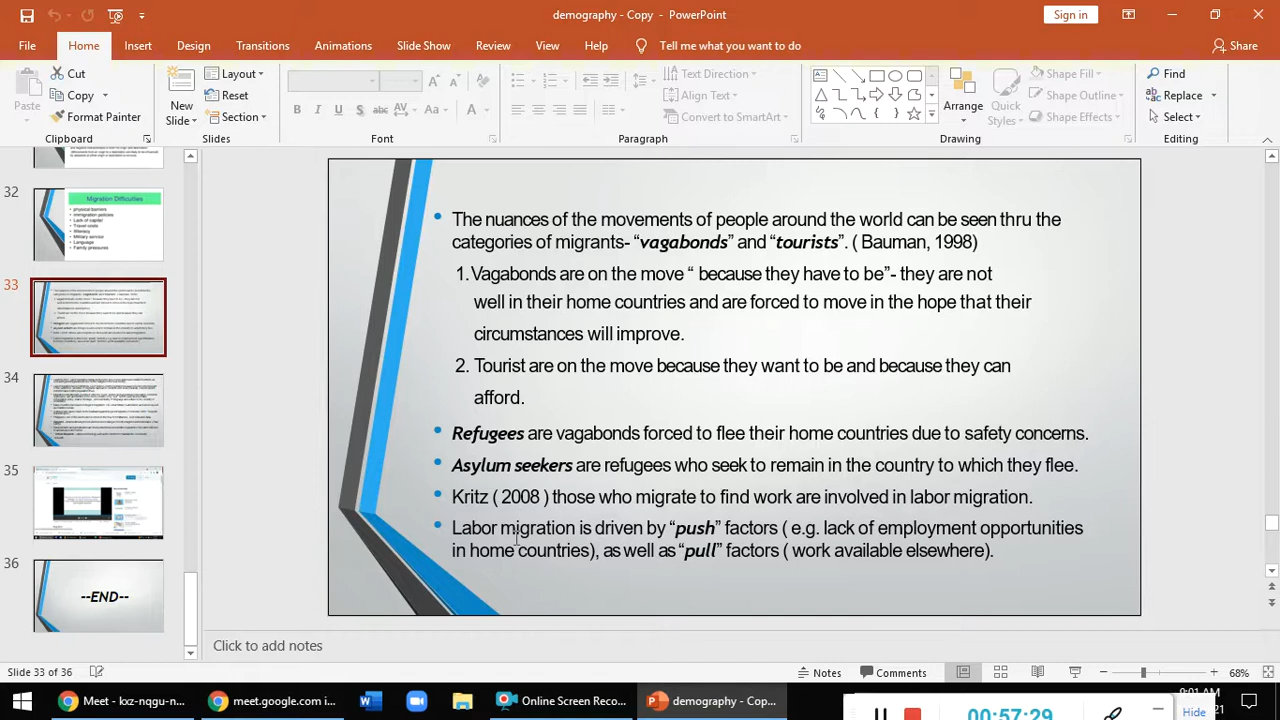 demography - Copy - PowerPoint
Sign in
File Home Insert Design Transitions Animations Slide Show Review View Help Tell me what you want to do Share
Paste
Cut
Copy
Format Painter
Clipboard
New Slide
Layout
Reset
Section
Slides
B I U S abc AV Aa A
Font
Paragraph
Text Direction
Align Text
Convert to SmartArt
Arrange
Quick Styles
Shape Fill
Shape Outline
Shape Effects
Drawing
Find
Replace
Select
Editing
32
Migration Difficulties
physical barriers
immigration policies
Lack of capital
Travel costs
Illiteracy
Military service
Language
Family pressures
33
34
35
36
--END--
The nuances of the movements of people around the world can be seen thru the
categories of migrants- “vagabonds” and “tourists”. ( Bauman, 1998)
1.Vagabonds are on the move “ because they have to be”- they are not
well in their home countries and are forced to move in the hope that their
circumstances will improve.
2. Tourist are on the move because they want to be and because they can
afford.
Refugees are vagabonds forced to flee their home countries due to safety concerns.
Asylum seekers are refugees who seek to remain in the country to which they flee.
Kritz ( 2008 ) those who migrate to find work are involved in labor migration.
Labor migration is driven by “push” factors ( e.g. lack of employment opportunities
in home countries), as well as “pull” factors ( work available elsewhere).
Click to add notes
Slide 33 of 36
Notes
Comments
68%
Meet - kxz-nqgu-n...
meet.google.com i...
Online Screen Reco...
demography - Cop...
00:57:29
Hide